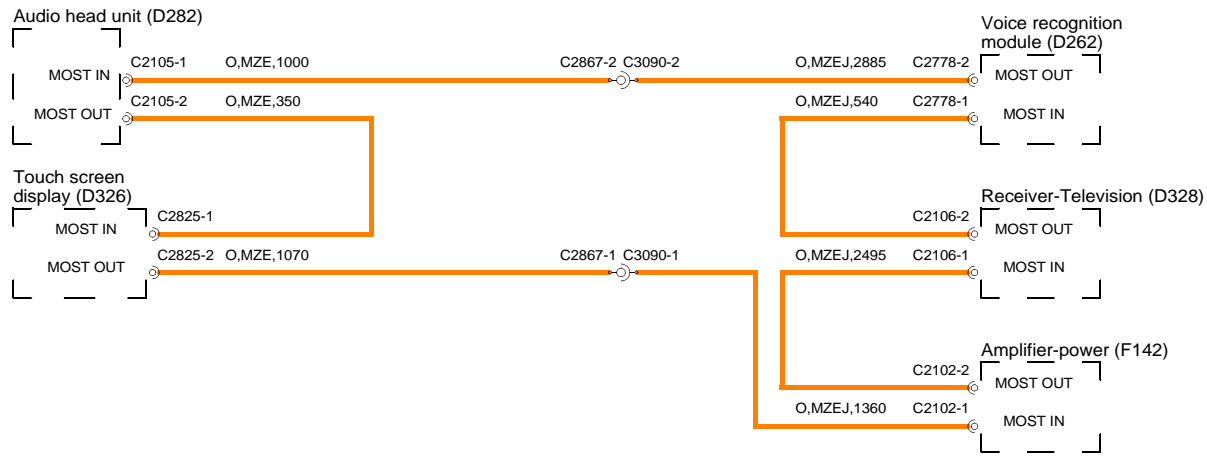 Audio head unit (D282)
MOST IN
C2105-1 O,MZE,1000
C2867-2 C3090-2
O,MZEJ,2885 C2778-2
Voice recognition
module (D262)
MOST OUT
MOST OUT
C2105-2 O,MZE,350
O,MZEJ,540 C2778-1
MOST IN
Touch screen
display (D326)
MOST IN
C2825-1
C2106-2
Receiver-Television (D328)
MOST OUT
MOST OUT
C2825-2 O,MZE,1070
C2867-1 C3090-1
O,MZEJ,2495 C2106-1
MOST IN
Amplifier-power (F142)
C2102-2
MOST OUT
O,MZEJ,1360 C2102-1
MOST IN